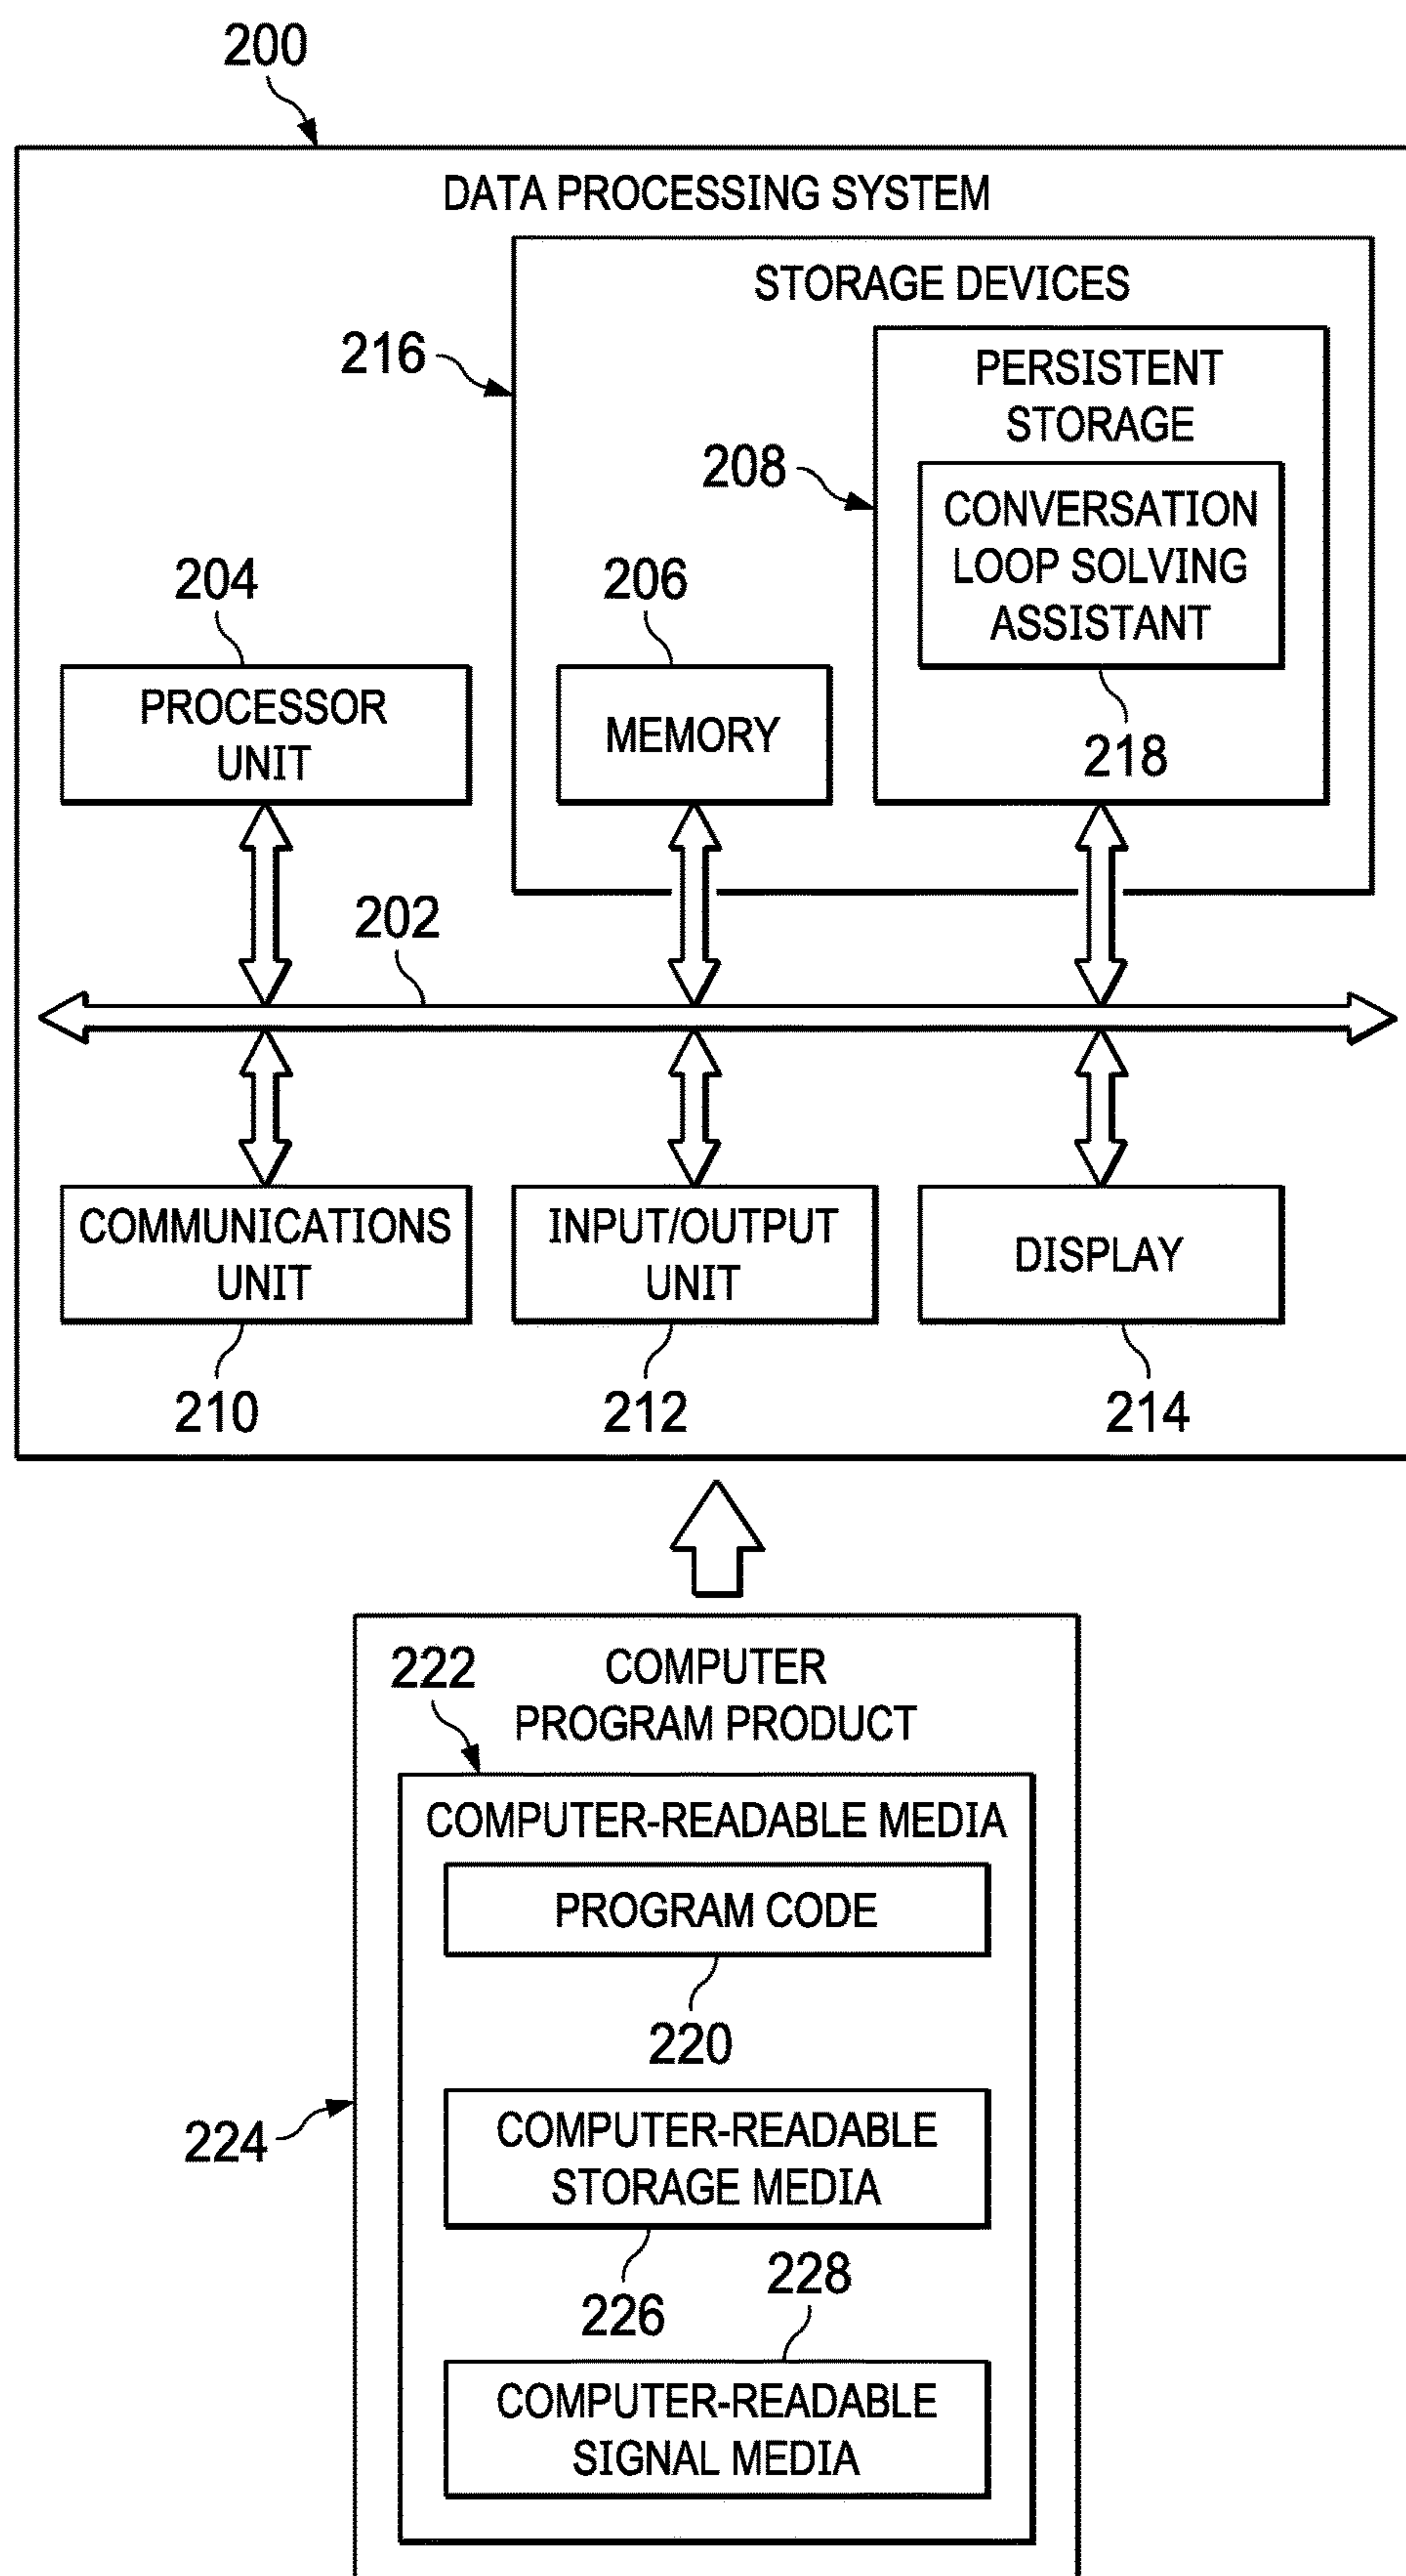 200
DATA PROCESSING SYSTEM
STORAGE DEVICES
216
PERSISTENT
STORAGE
208
CONVERSATION
LOOP SOLVING
ASSISTANT
218
204
PROCESSOR
UNIT
206
MEMORY
202
COMMUNICATIONS
UNIT
210
INPUT/OUTPUT
UNIT
212
DISPLAY
214
COMPUTER
PROGRAM PRODUCT
222
COMPUTER-READABLE MEDIA
PROGRAM CODE
220
224
COMPUTER-READABLE
STORAGE MEDIA
226
228
COMPUTER-READABLE
SIGNAL MEDIA